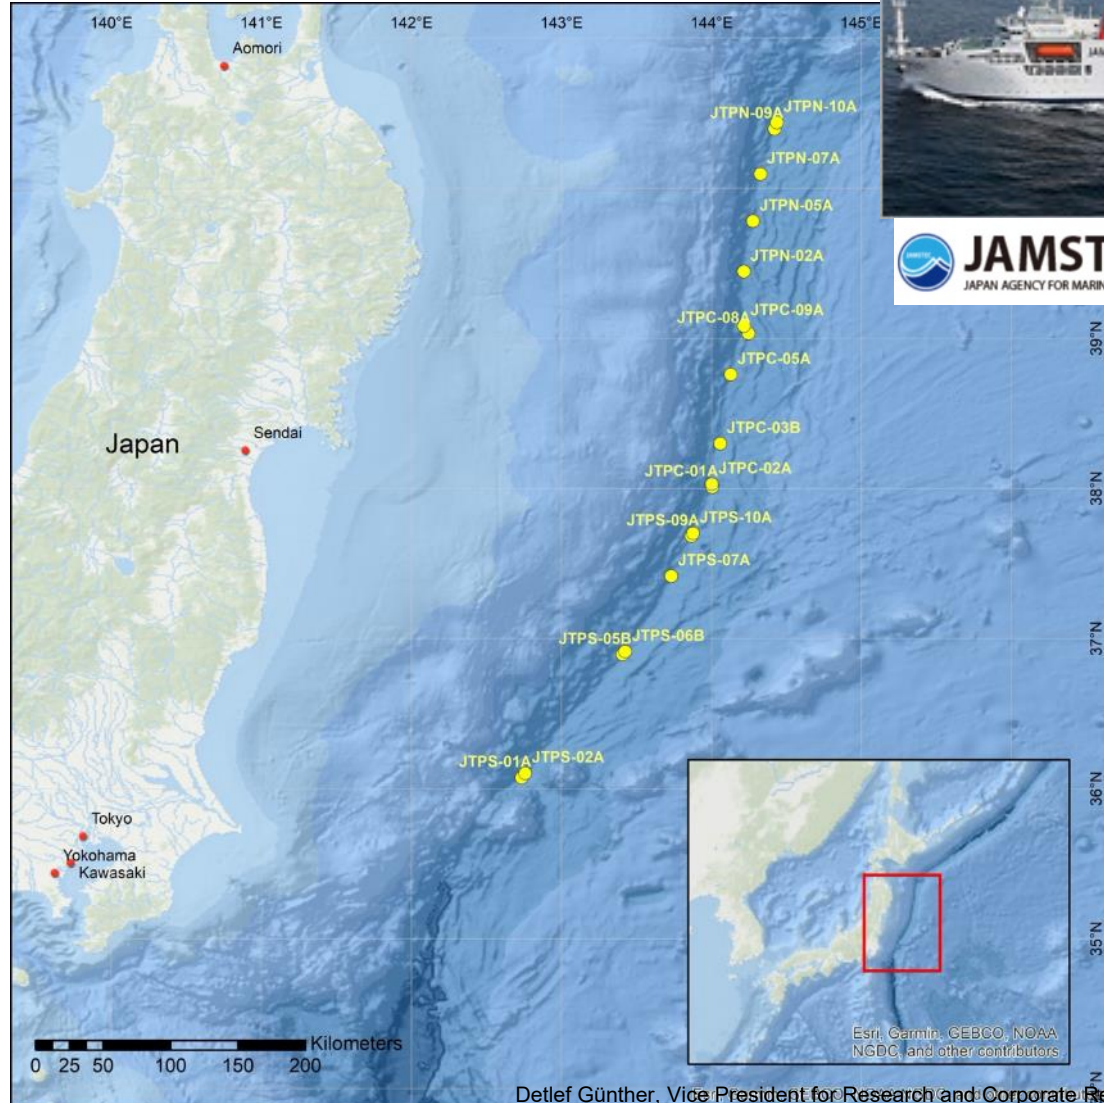 140°E
141°E
142°E
143°E
144°E
145°E
Aomori
JTPN-09A
JTPN-10A
JTPN-07A
JTPN-05A
JTPN-02A
JTPC-08A
JTPC-09A
JTPC-05A
JTPC-03B
JTPC-01A
JTPC-02A
JTPS-09A
JTPS-10A
JTPS-07A
JTPS-05B
JTPS-06B
JTPS-01A
JTPS-02A
JAMST
JAPAN AGENCY FOR MARIN
39°N
38°N
37°N
36°N
35°N
Japan
Sendai
Tokyo
Yokohama
Kawasaki
Esri, Garmin, GEBCO, NOAA
NGDC, and other contributors
Kilometers
0 25 50 100 150 200
Detlef Günther, Vice President for Research and Corporate